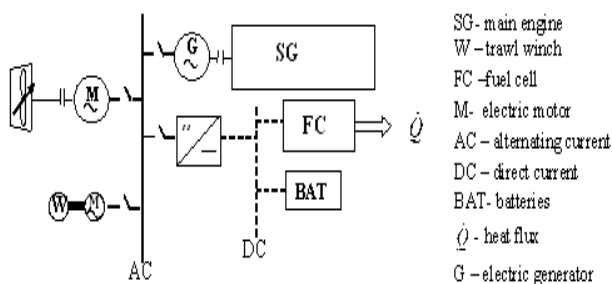 G
SG
M
FC
Q̇
BAT
W M
AC
DC
SG- main engine
W – trawl winch
FC –fuel cell
M- electric motor
AC – alternating current
DC – direct current
BAT- batteries
Q̇ - heat flux
G – electric generator